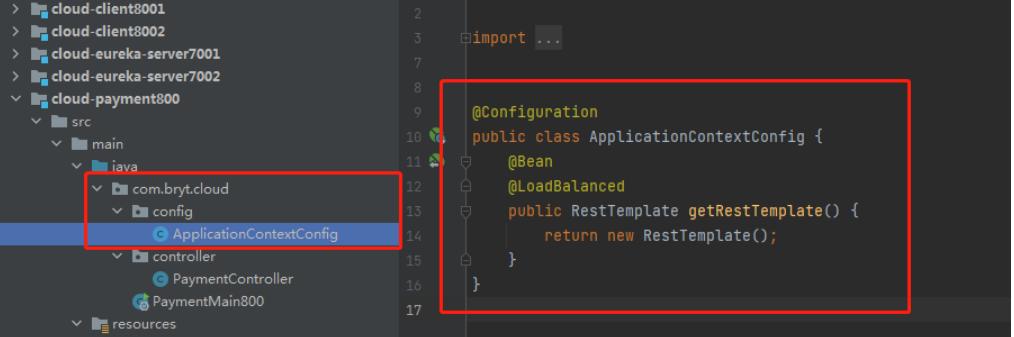 cloud-client8001
cloud-client8002
cloud-eureka-server7001
cloud-eureka-server7002
cloud-payment800
src
main
java
com.bryt.cloud
config
ApplicationContextConfig
controller
PaymentController
PaymentMain800
resources
2
3 import ...
7
8
9 @Configuration
10 public class ApplicationContextConfig {
11 @Bean
12 @LoadBalanced
13 public RestTemplate getRestTemplate() {
14 return new RestTemplate();
15 }
16 }
17